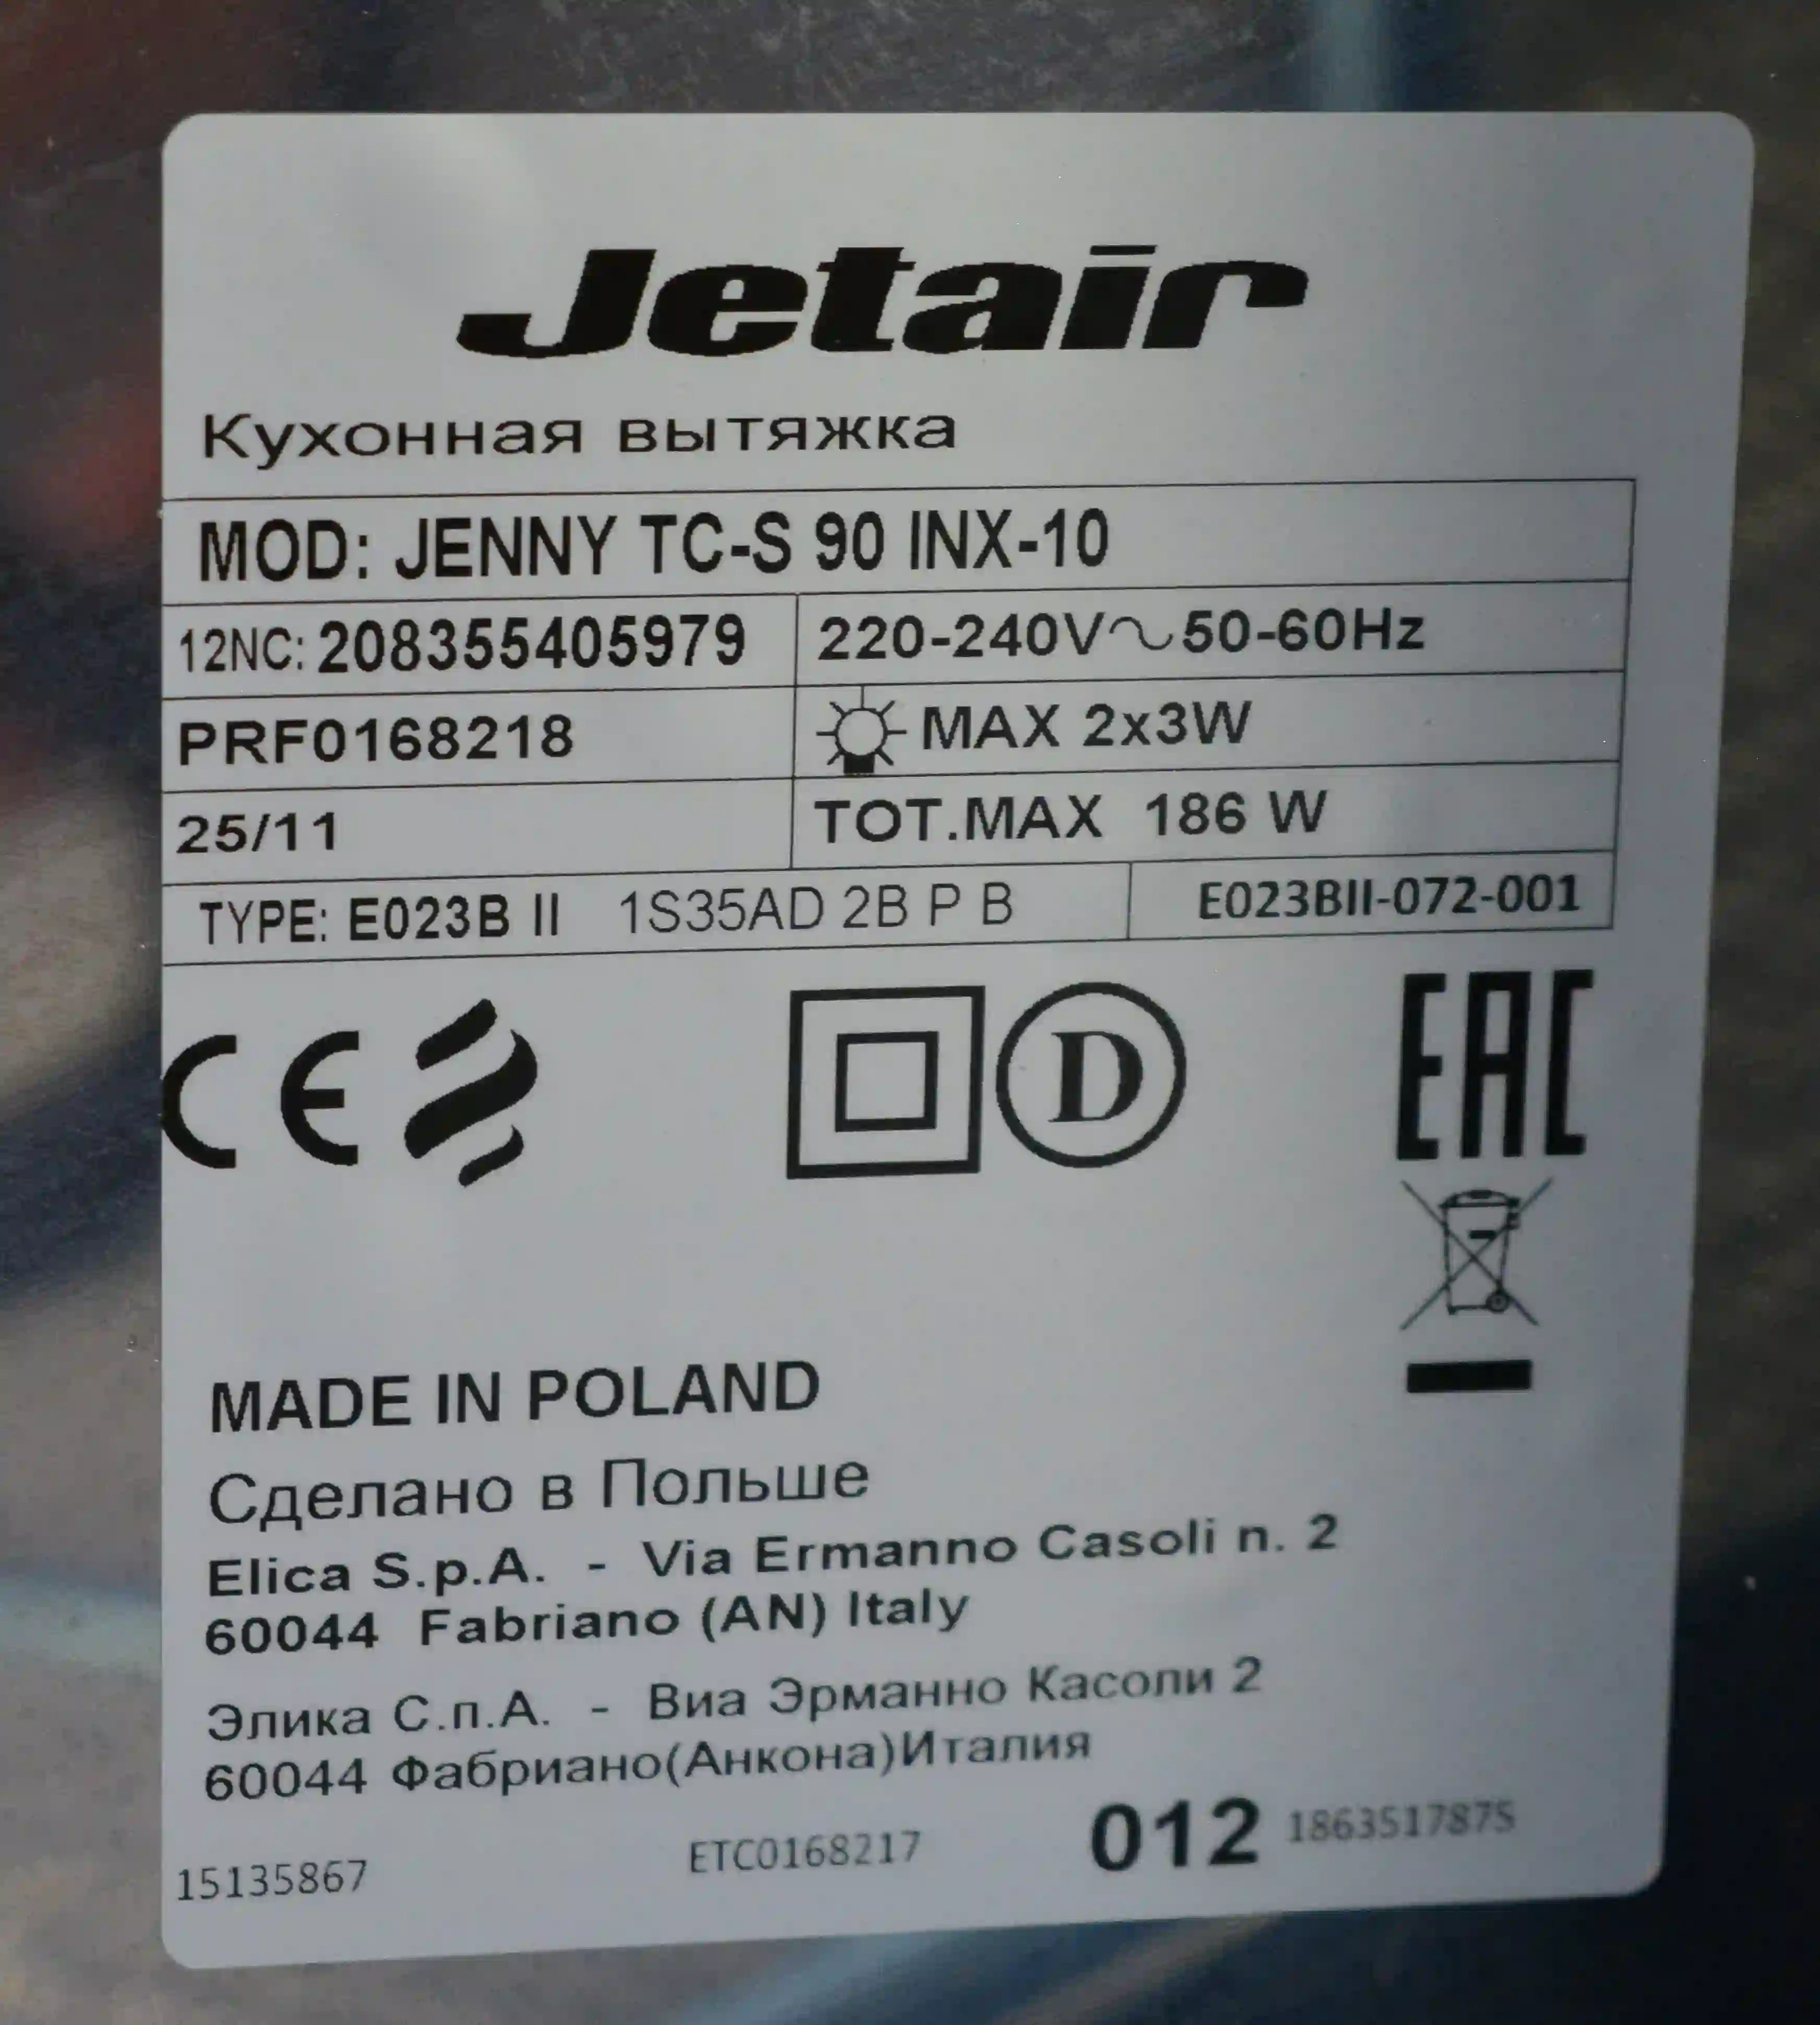 Jetair
Кухонная вытяжка
MOD: JENNY TC-S 90 INX-10
12NC: 208355405979 220-240V~50-60Hz
PRF0168218 MAX 2x3W
25/11 TOT.MAX 186 W
TYPE: E023B II 1S35AD 2B P B E023BII-072-001
CE D EAC
MADE IN POLAND
Сделано в Польше
Elica S.p.A. - Via Ermanno Casoli n. 2
60044 Fabriano (AN) Italy
Элика С.п.А. - Виа Эрманно Касоли 2
60044 Фабриано(Анкона)Италия
15135867 ETC0168217 012 186351787S